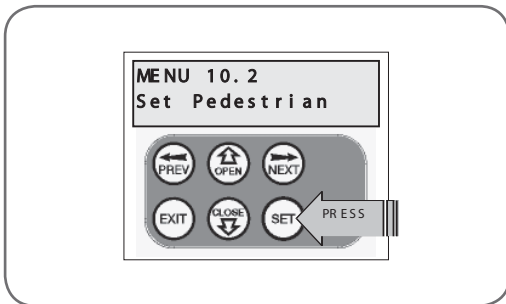 MENU 10.2
Set Pedestrian
PREV OPEN NEXT
EXIT CLOSE SET PRESS